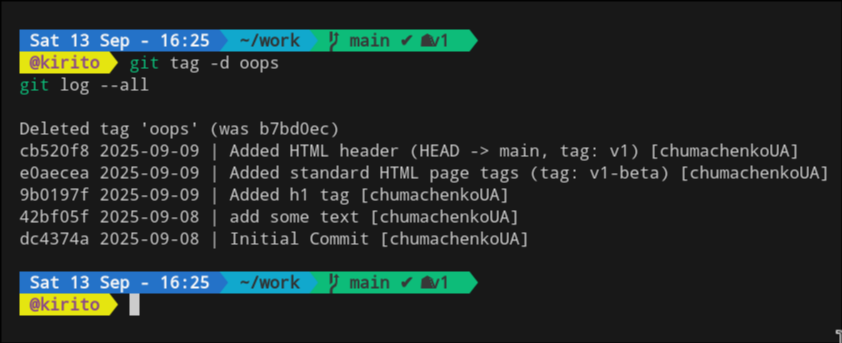 Sat 13 Sep - 16:25 ~/work main ✔ v1
@kirito git tag -d oops
git log --all
Deleted tag 'oops' (was b7bd0ec)
cb520f8 2025-09-09 | Added HTML header (HEAD -> main, tag: v1) [chumachenkoUA]
e0aecea 2025-09-09 | Added standard HTML page tags (tag: v1-beta) [chumachenkoUA]
9b0197f 2025-09-09 | Added h1 tag [chumachenkoUA]
42bf05f 2025-09-08 | add some text [chumachenkoUA]
dc4374a 2025-09-08 | Initial Commit [chumachenkoUA]
Sat 13 Sep - 16:25 ~/work main ✔ v1
@kirito